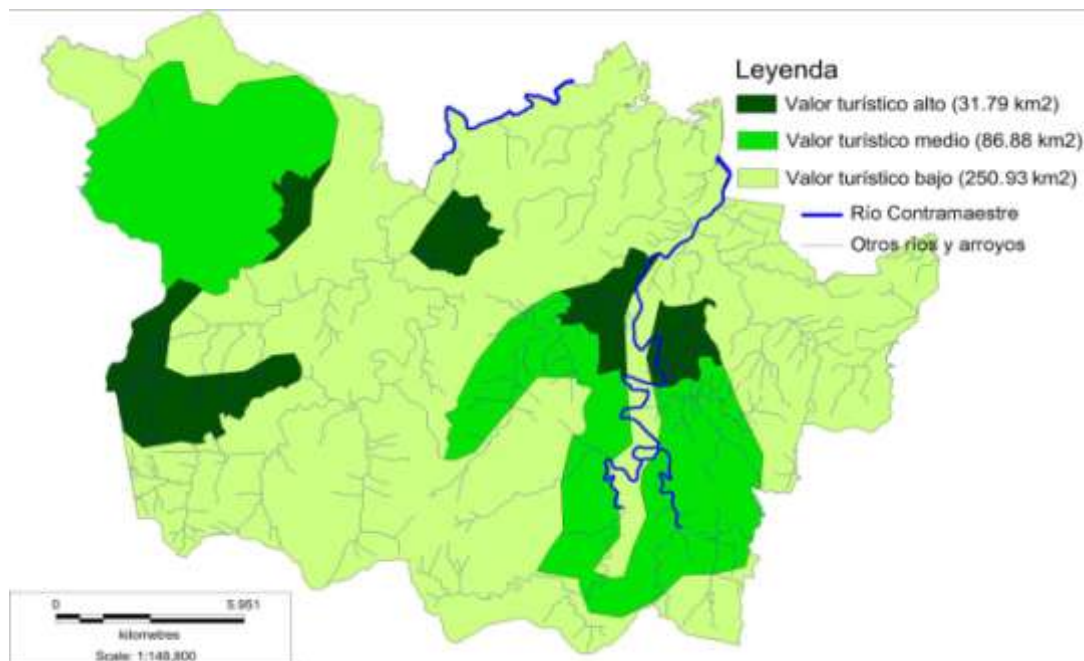 Leyenda
Valor turístico alto (31.79 km2)
Valor turístico medio (86.88 km2)
Valor turístico bajo (250.93 km2)
Río Contramaestre
Otros ríos y arroyos
0 5.951
kilometres
Scale: 1:148,800